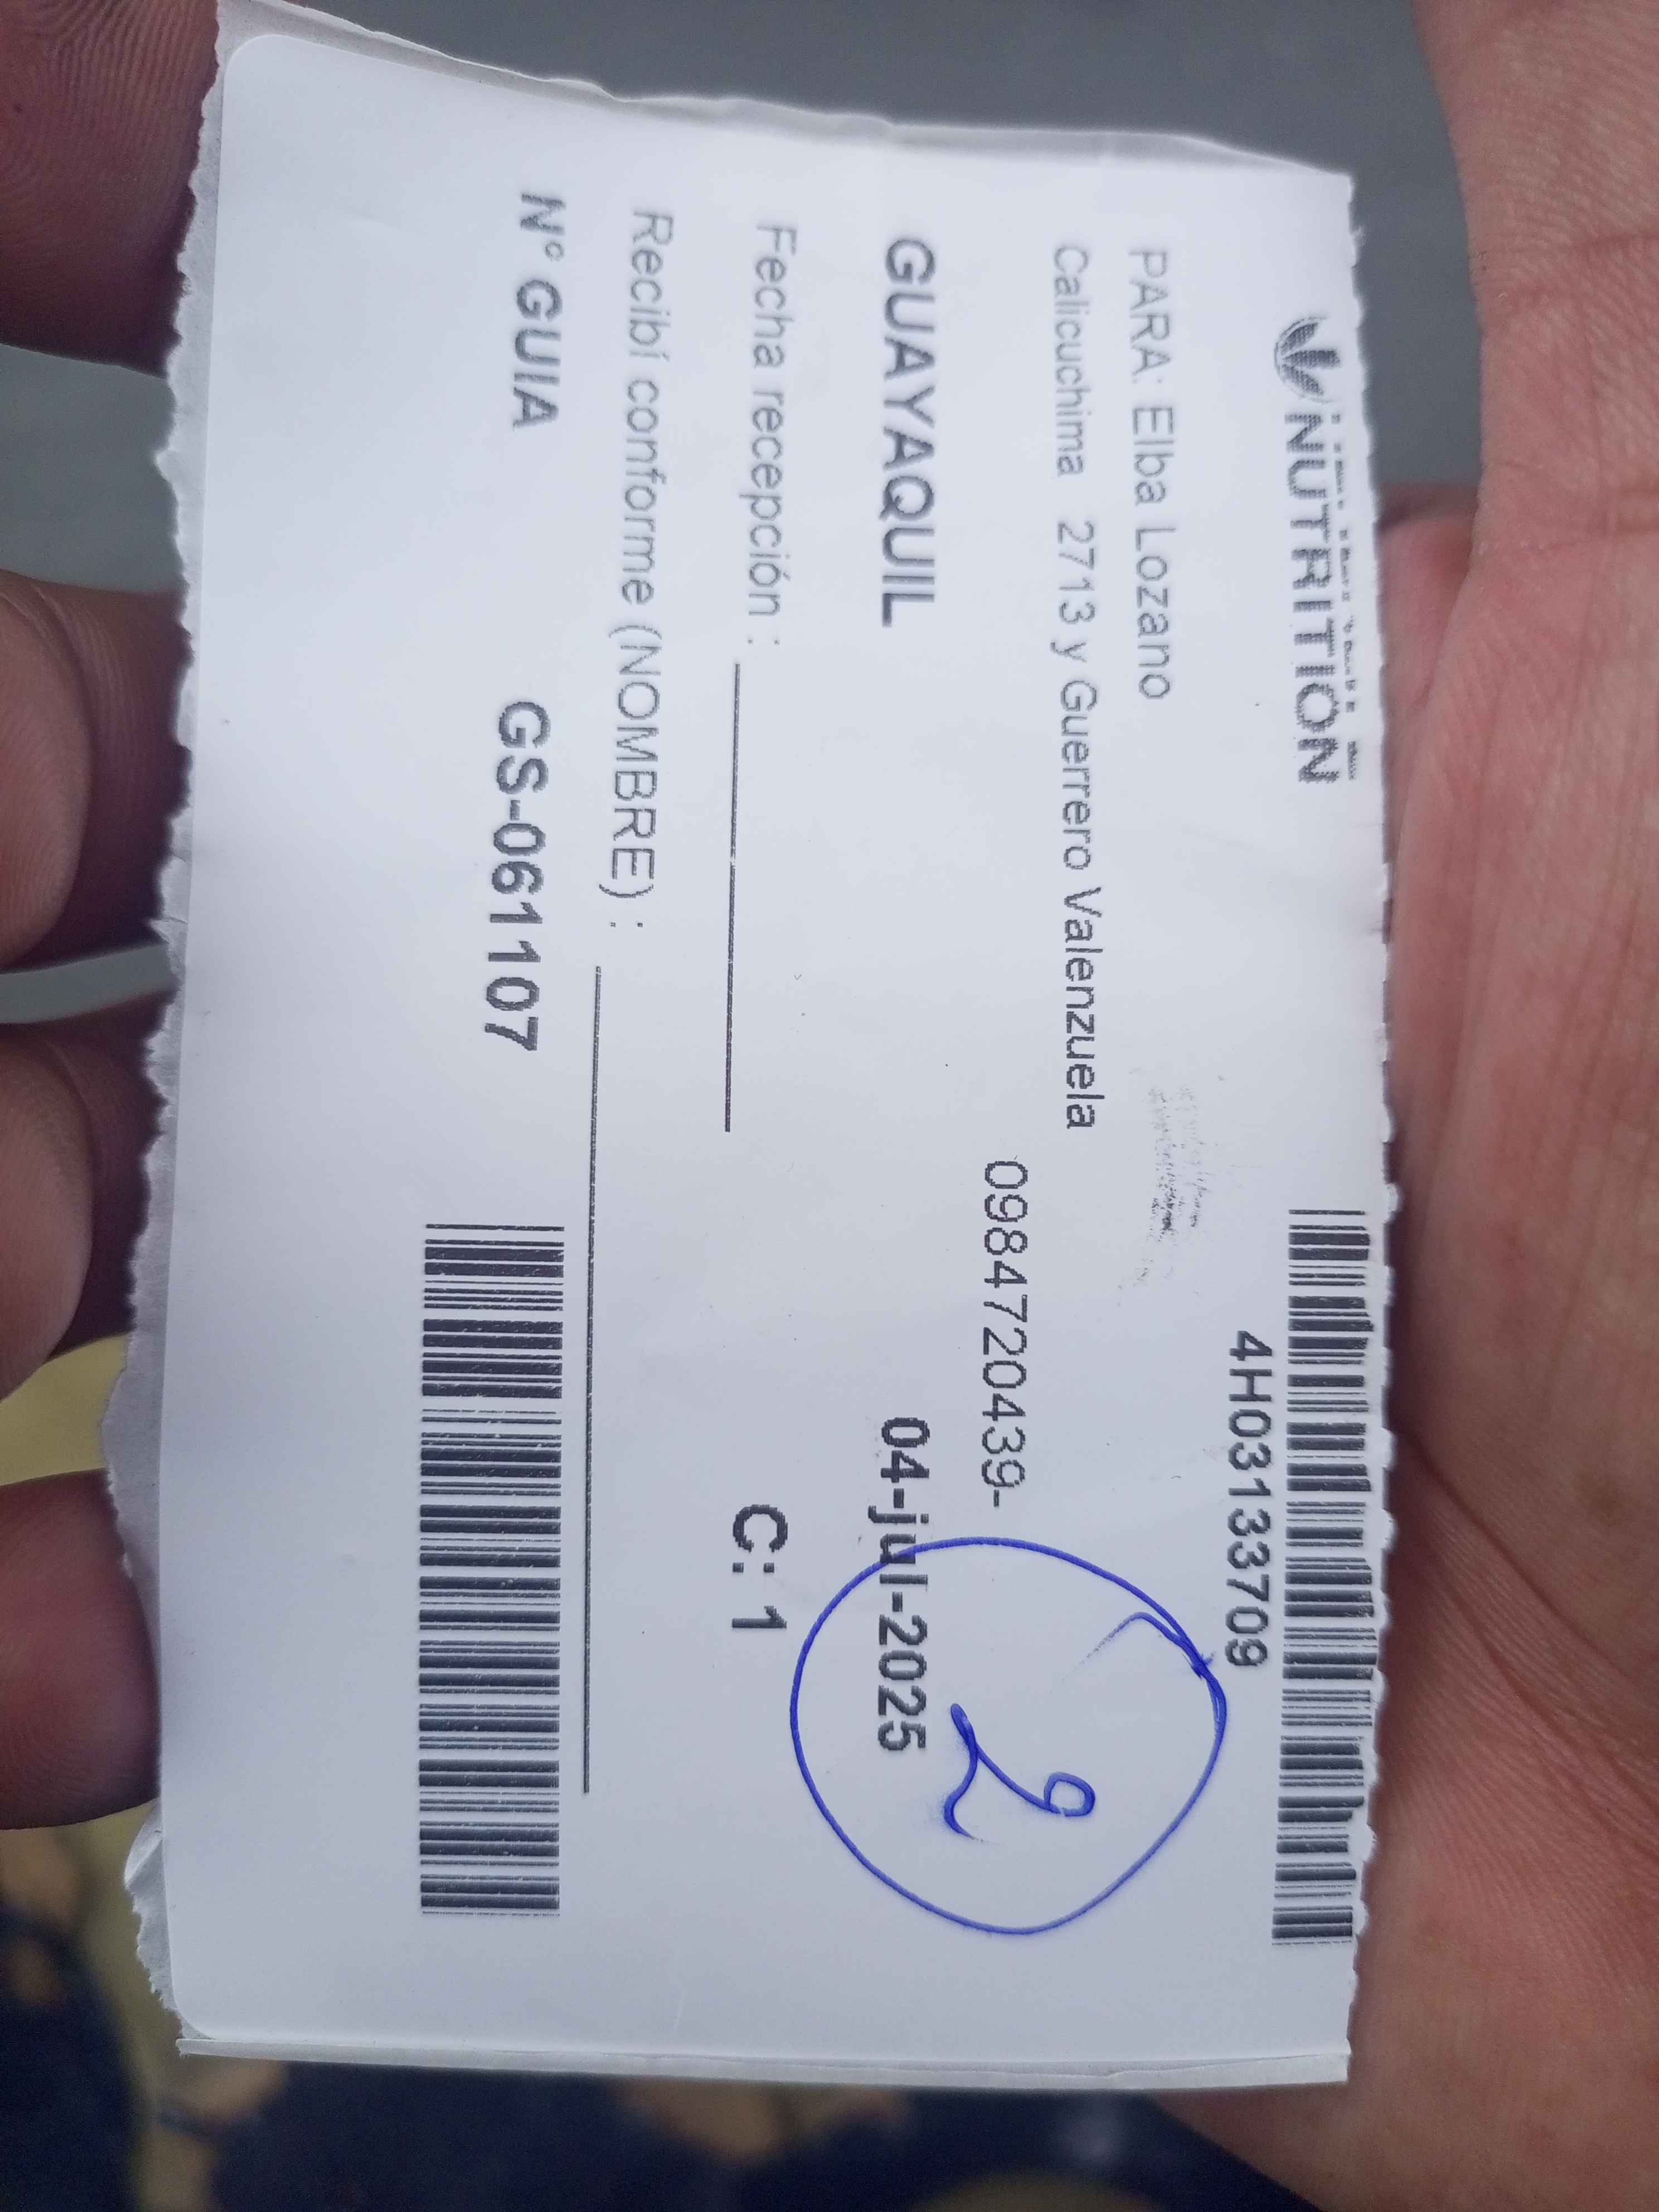 NUTRITION
4H03133709
PARA: Elba Lozano
Calicuchima 2713 y Guerrero Valenzuela
0984720439-
2
GUAYAQUIL 04-jul-2025
Fecha recepción : C: 1
Recibí conforme (NOMBRE) :
N° GUIA GS-061107